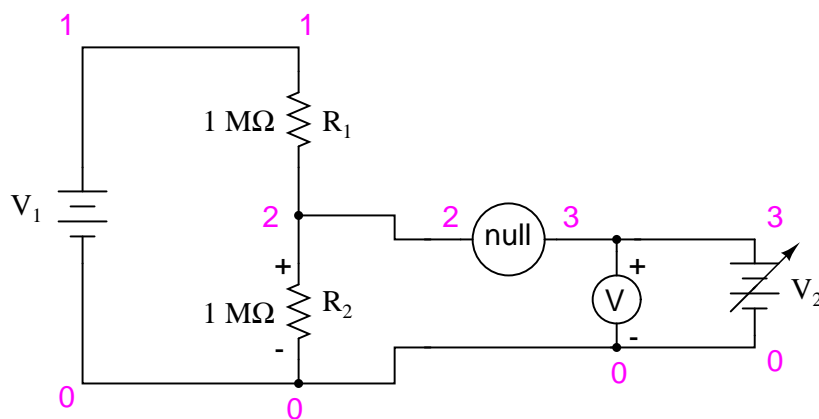 1 1
1 MΩ R1
V1
2 2 null 3 3
+ +
1 MΩ R2 V V2
- -
0 0 0 0